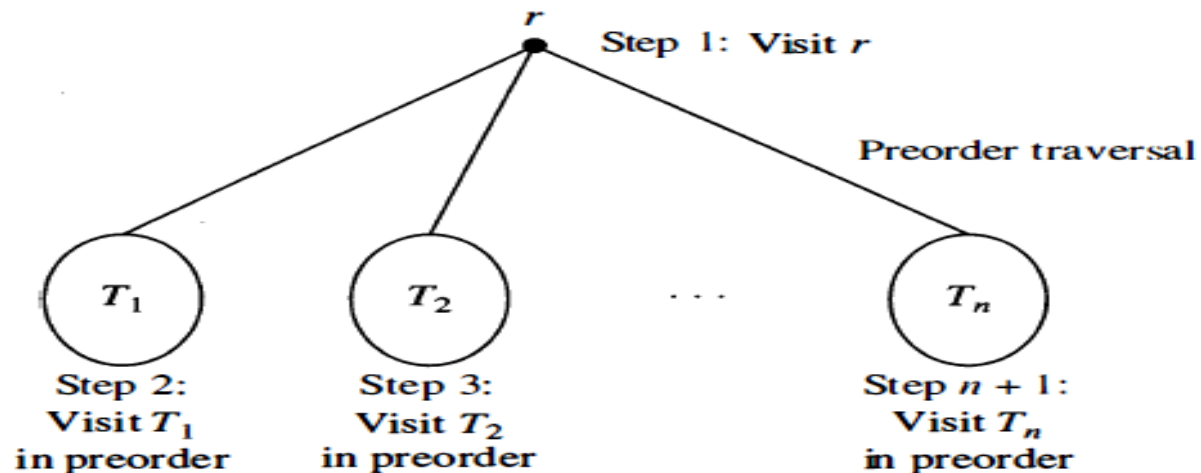 r
Step 1: Visit r
Preorder traversal
T₁
T₂
...
Tₙ
Step 2:
Visit T₁
in preorder
Step 3:
Visit T₂
in preorder
Step n + 1:
Visit Tₙ
in preorder